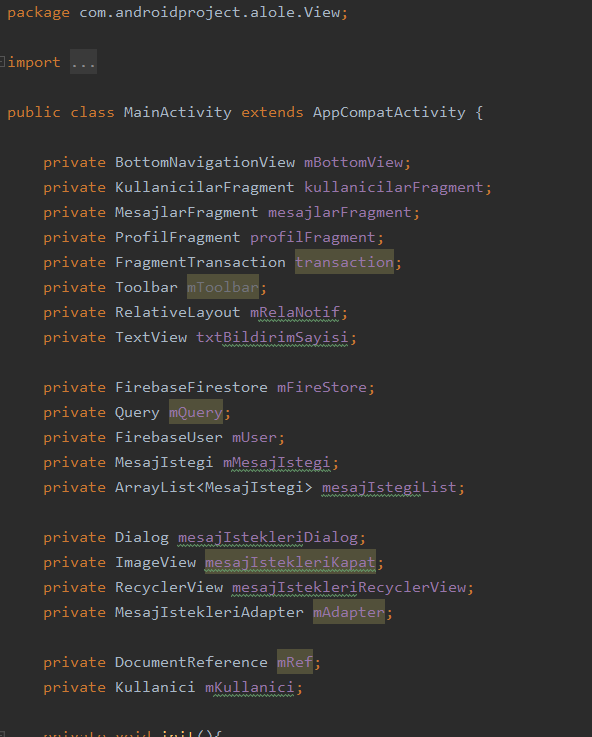 package com.androidproject.alole.View;
import ...
public class MainActivity extends AppCompatActivity {
private BottomNavigationView mBottomView;
private KullanicilarFragment kullanicilarFragment;
private MesajlarFragment mesajlarFragment;
private ProfilFragment profilFragment;
private FragmentTransaction transaction;
private Toolbar mToolbar;
private RelativeLayout mRelaNotif;
private TextView txtBildirimSayisi;
private FirebaseFirestore mFireStore;
private Query mQuery;
private FirebaseUser mUser;
private MesajIstegi mMesajIstegi;
private ArrayList<MesajIstegi> mesajIstegiList;
private Dialog mesajIstekleriDialog;
private ImageView mesajIstekleriKapat;
private RecyclerView mesajIstekleriRecyclerView;
private MesajIstekleriAdapter mAdapter;
private DocumentReference mRef;
private Kullanici mKullanici;
private void init(){